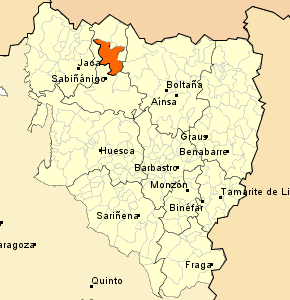 Jaca
Sabiñánigo
Boltaña
Aínsa
Graus
Benabarre
Huesca
Barbastro
Monzón
Tamarite de Li
Binéfar
Sariñena
aragoza
Fraga
Quinto